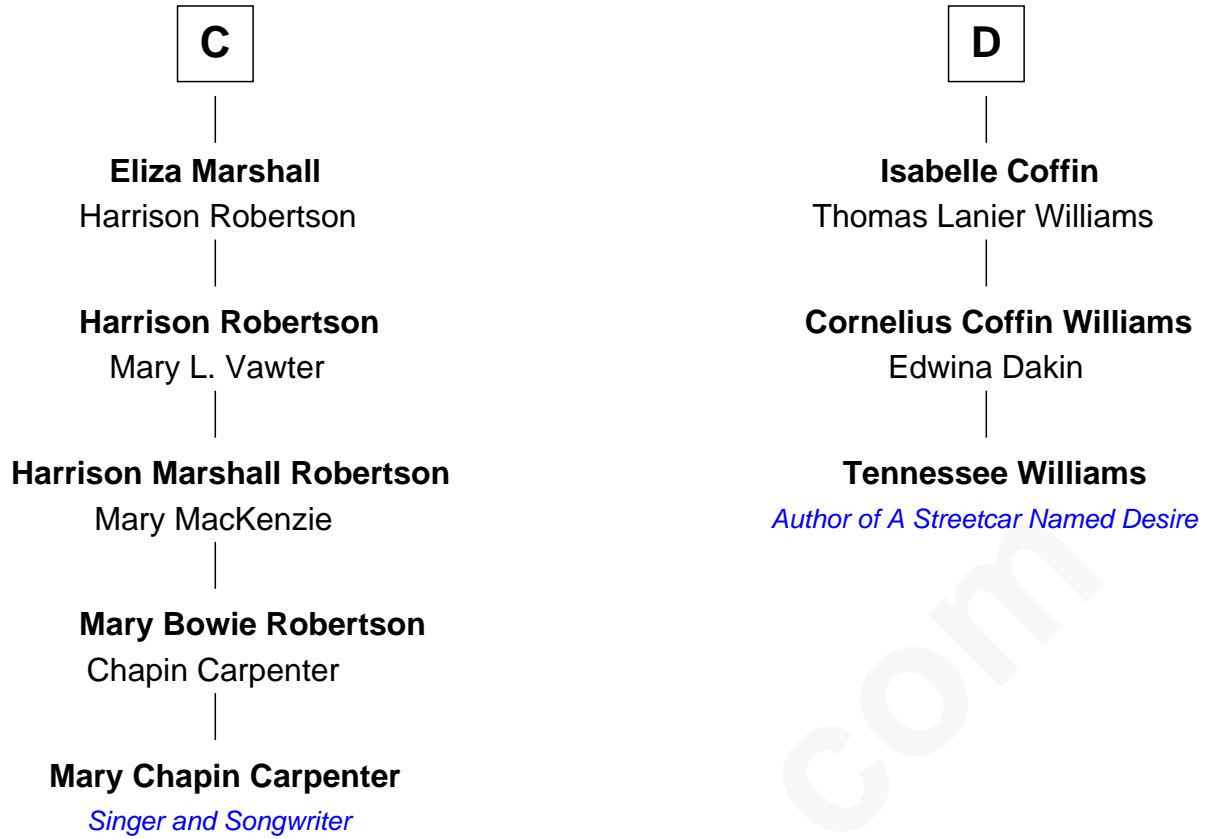 C
Eliza Marshall
Harrison Robertson
Harrison Robertson
Mary L. Vawter
Harrison Marshall Robertson
Mary MacKenzie
Mary Bowie Robertson
Chapin Carpenter
Mary Chapin Carpenter
Singer and Songwriter
D
Isabelle Coffin
Thomas Lanier Williams
Cornelius Coffin Williams
Edwina Dakin
Tennessee Williams
Author of A Streetcar Named Desire
com